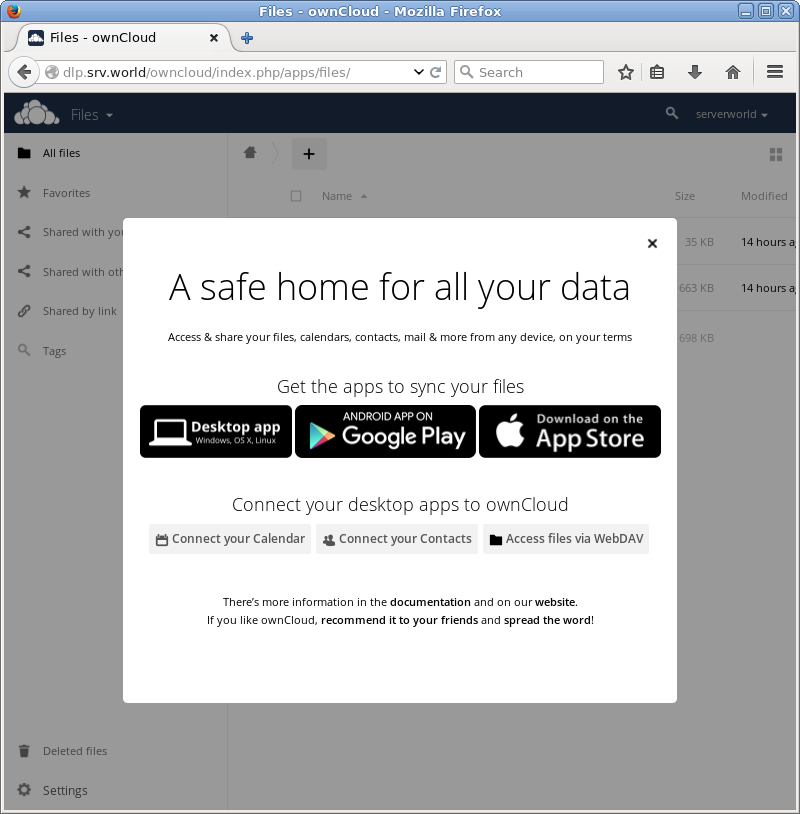 Files - ownCloud - Mozilla Firefox
Files - ownCloud
dlp.srv.world/owncloud/index.php/apps/files/
Search
Files
serverworld
All files
Name
Size
Modified
Favorites
Shared with you
35 KB
14 hours a
Shared with oth
663 KB
14 hours a
Shared by link
698 KB
Tags
A safe home for all your data
Access & share your files, calendars, contacts, mail & more from any device, on your terms
Get the apps to sync your files
Desktop app
Windows, OS X, Linux
ANDROID APP ON
Google Play
Download on the
App Store
Connect your desktop apps to ownCloud
Connect your Calendar
Connect your Contacts
Access files via WebDAV
There's more information in the documentation and on our website.
If you like ownCloud, recommend it to your friends and spread the word!
Deleted files
Settings